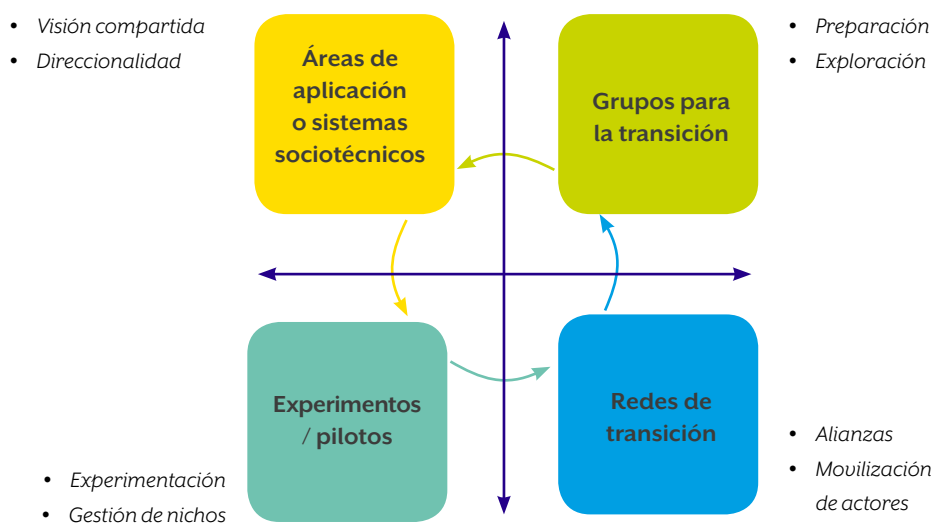 • Visión compartida
• Direccionalidad
Áreas de
aplicación
o sistemas
sociotécnicos
Grupos para
la transición
• Preparación
• Exploración
Experimentos
/ pilotos
• Experimentación
• Gestión de nichos
Redes de
transición
• Alianzas
• Movilización
de actores